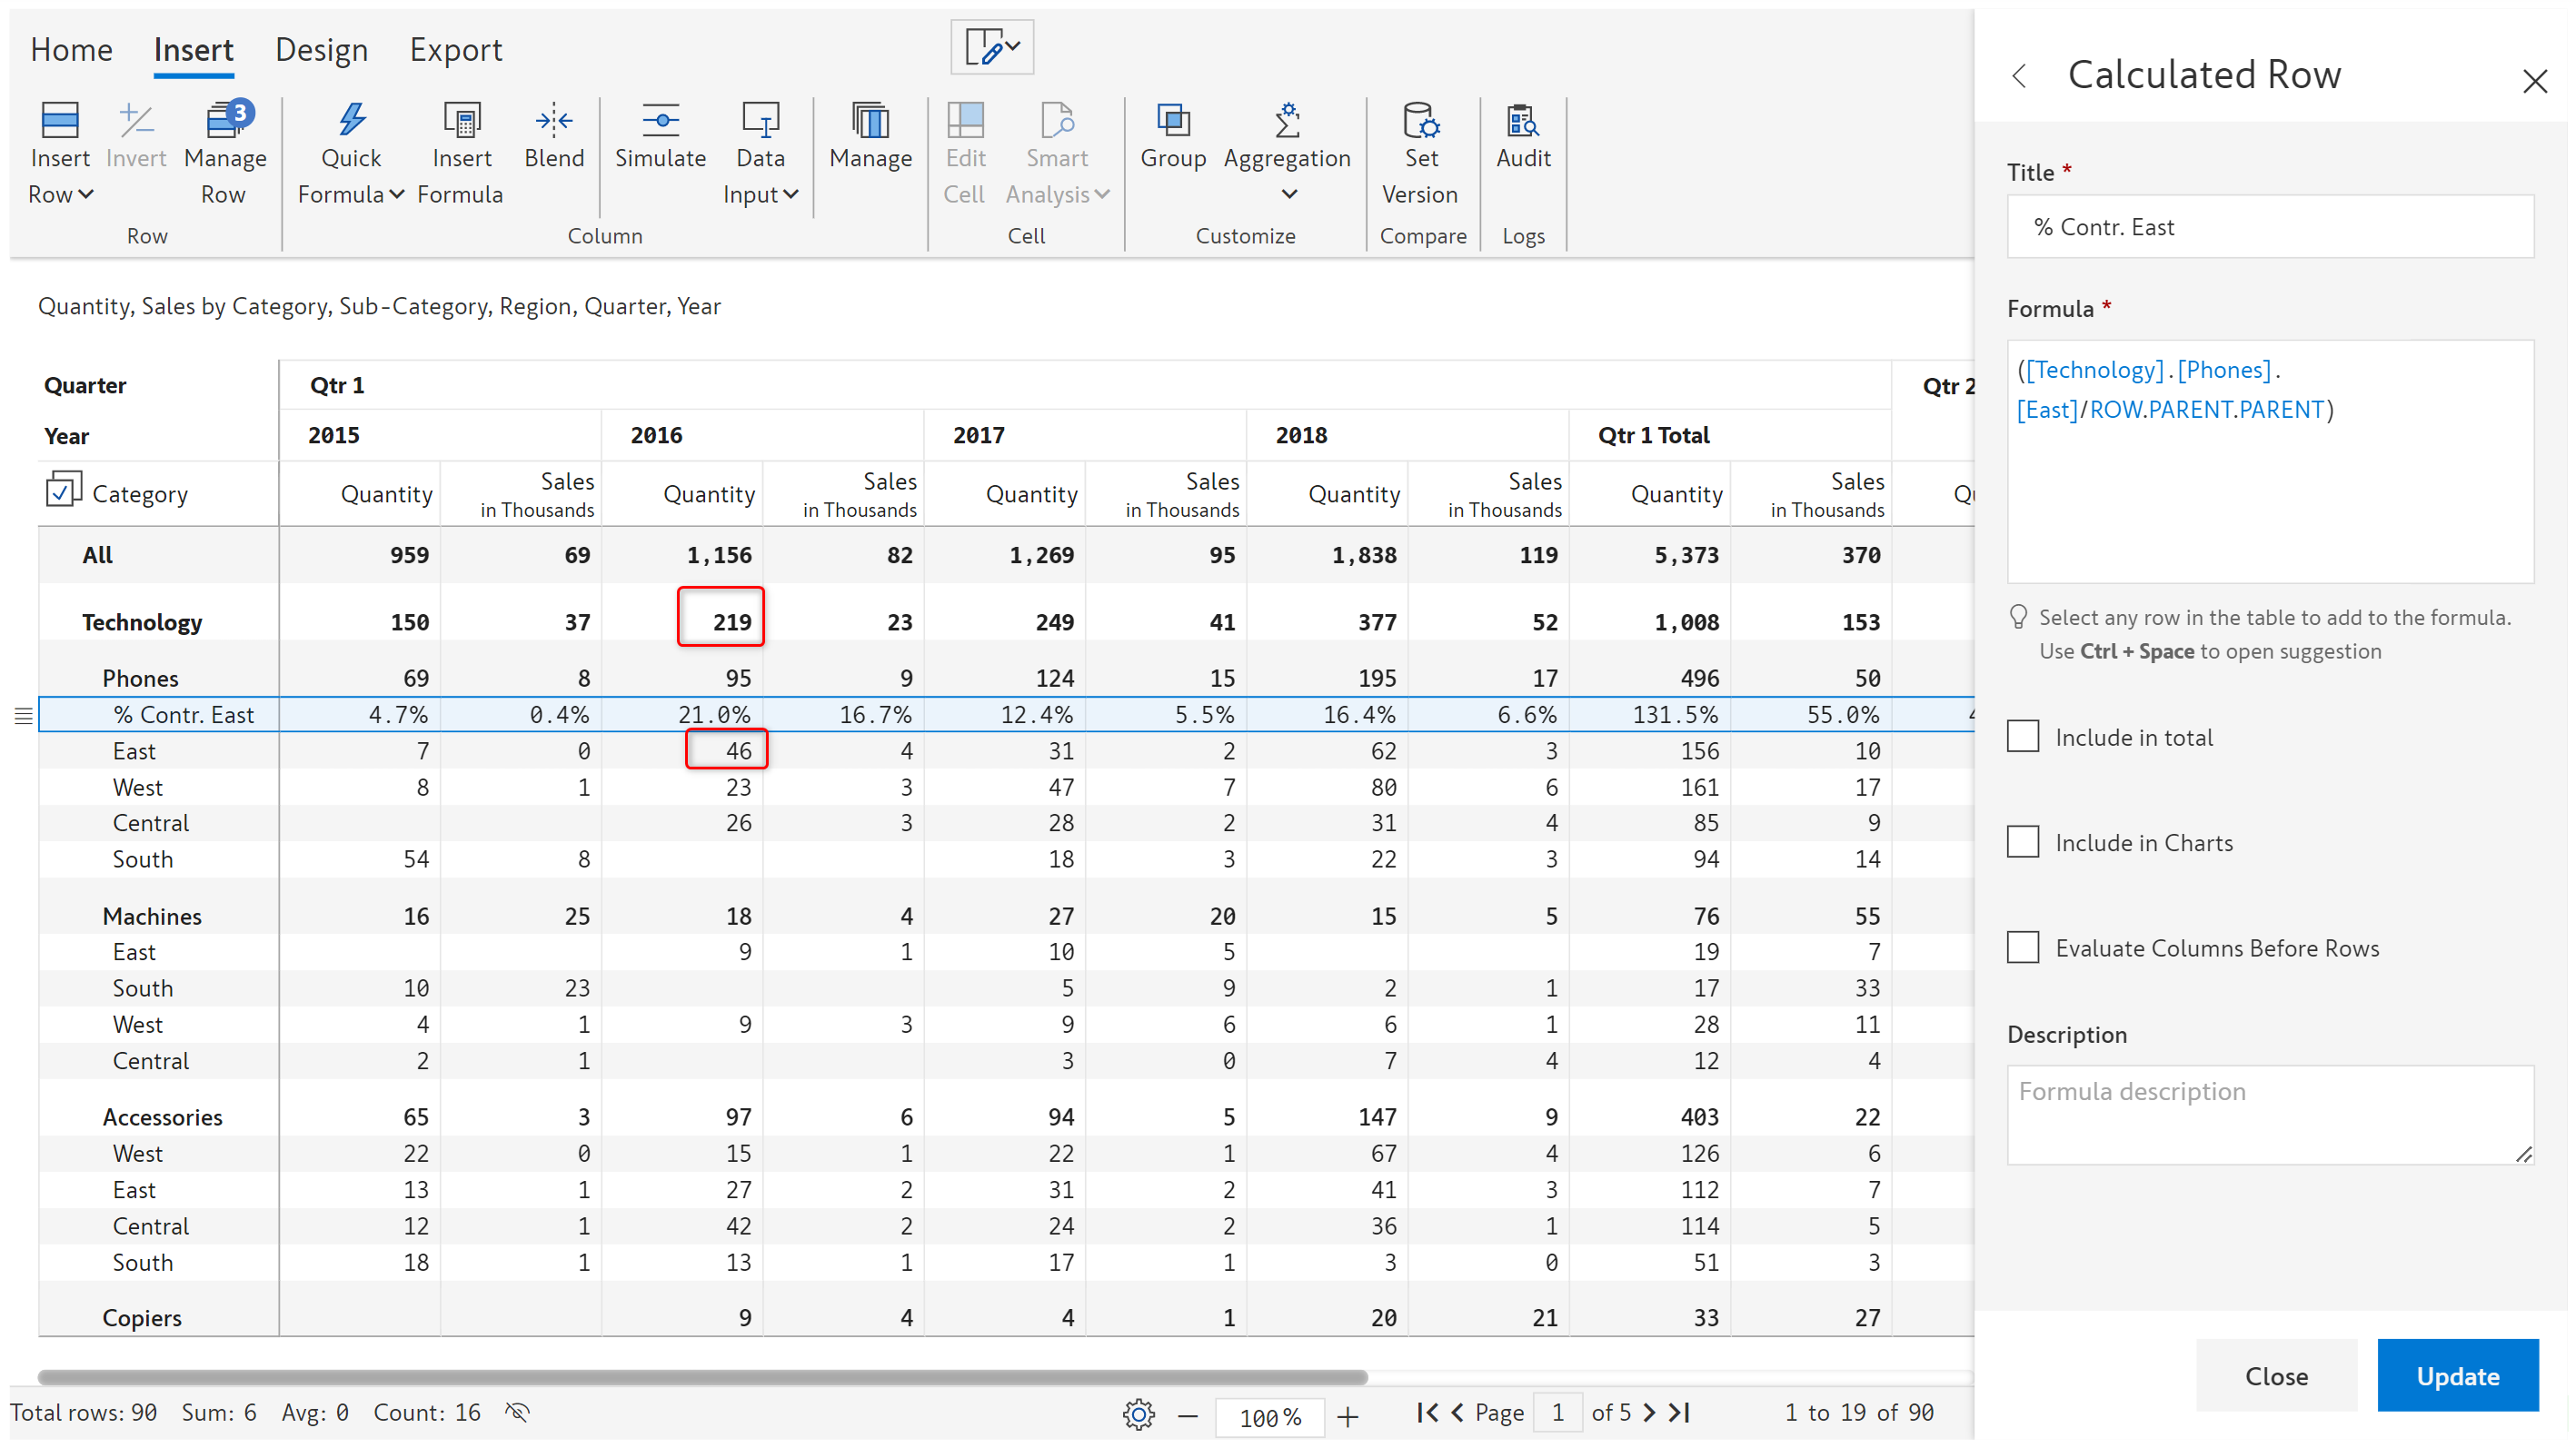 Home Insert Design Export
Insert Row Invert Manage Row 3 Quick Formula Insert Formula Blend Simulate Data Input Manage Edit Cell Smart Analysis Group Aggregation Set Version Audit
Row Column Cell Customize Compare Logs
Quantity, Sales by Category, Sub-Category, Region, Quarter, Year
Quarter Qtr 1 Qtr 2
Year 2015 2016 2017 2018 Qtr 1 Total
Category Quantity Sales in Thousands Quantity Sales in Thousands Quantity Sales in Thousands Quantity Sales in Thousands Quantity Sales in Thousands
All 959 69 1,156 82 1,269 95 1,838 119 5,373 370
Technology 150 37 219 23 249 41 377 52 1,008 153
Phones 69 8 95 9 124 15 195 17 496 50
% Contr. East 4.7% 0.4% 21.0% 16.7% 12.4% 5.5% 16.4% 6.6% 131.5% 55.0%
East 7 0 46 4 31 2 62 3 156 10
West 8 1 23 3 47 7 80 6 161 17
Central 26 3 28 2 31 4 85 9
South 54 8 18 3 22 3 94 14
Machines 16 25 18 4 27 20 15 5 76 55
East 9 1 10 5 19 7
South 10 23 5 9 2 1 17 33
West 4 1 9 3 9 6 6 1 28 11
Central 2 1 3 0 7 4 12 4
Accessories 65 3 97 6 94 5 147 9 403 22
West 22 0 15 1 22 1 67 4 126 6
East 13 1 27 2 31 2 41 3 112 7
Central 12 1 42 2 24 2 36 1 114 5
South 18 1 13 1 17 1 3 0 51 3
Copiers 9 4 4 1 20 21 33 27
Total rows: 90 Sum: 6 Avg: 0 Count: 16 100% Page 1 of 5 1 to 19 of 90
Calculated Row
Title *
% Contr. East
Formula *
([Technology].[Phones].
[East]/ROW.PARENT.PARENT)
Select any row in the table to add to the formula.
Use Ctrl + Space to open suggestion
Include in total
Include in Charts
Evaluate Columns Before Rows
Description
Formula description
Close Update